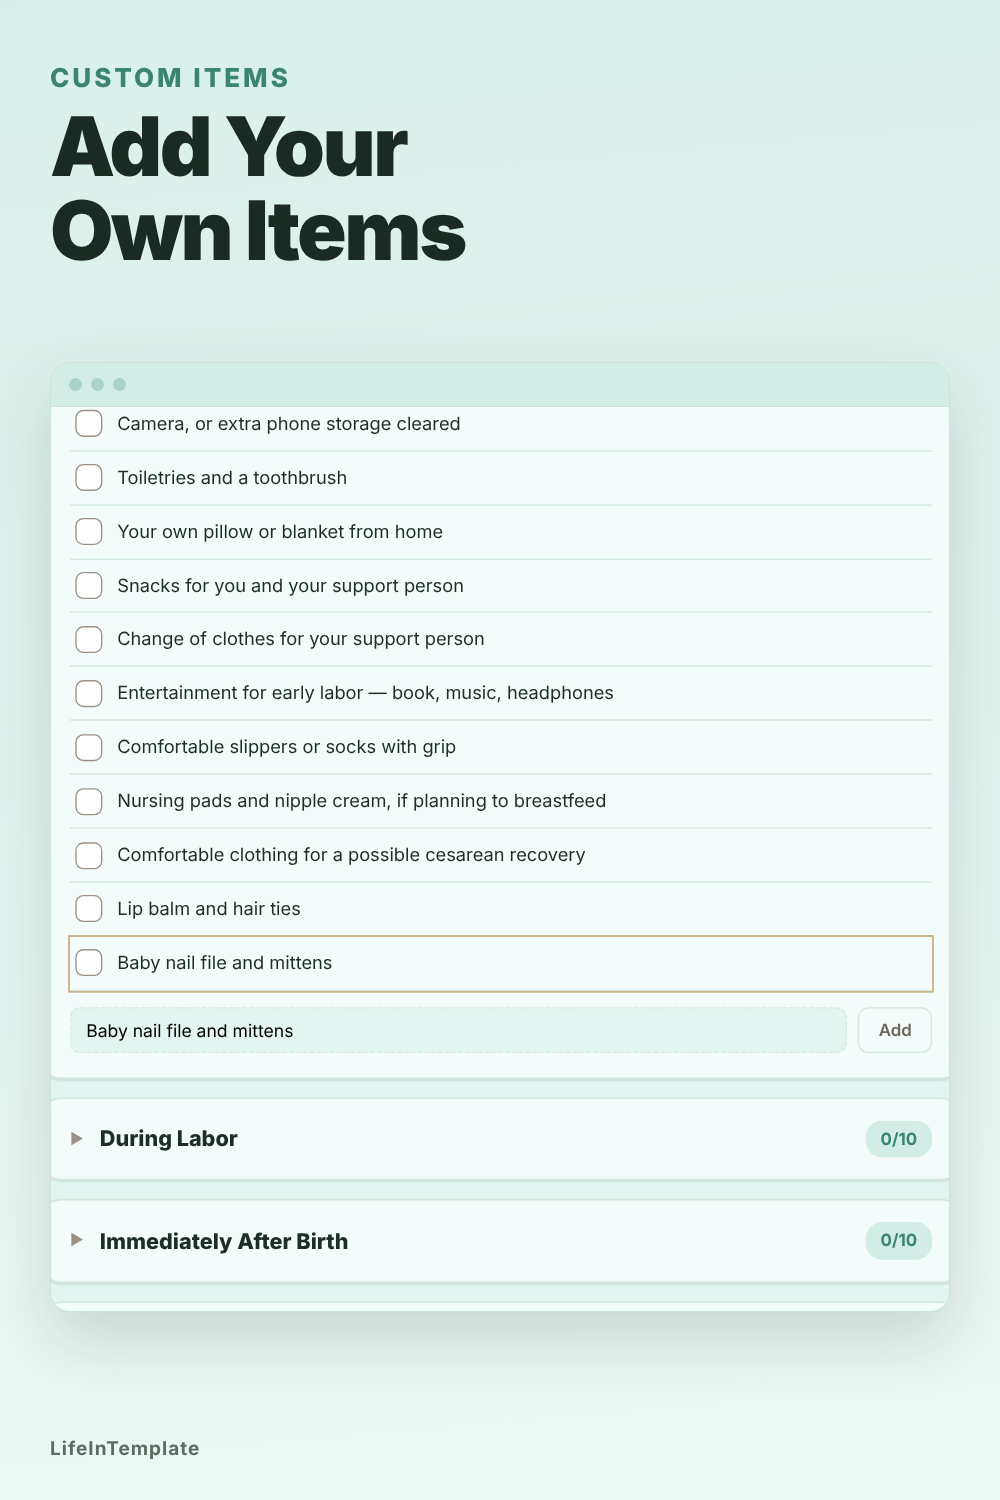 CUSTOM ITEMS
Add Your
Own Items
Camera, or extra phone storage cleared
Toiletries and a toothbrush
Your own pillow or blanket from home
Snacks for you and your support person
Change of clothes for your support person
Entertainment for early labor — book, music, headphones
Comfortable slippers or socks with grip
Nursing pads and nipple cream, if planning to breastfeed
Comfortable clothing for a possible cesarean recovery
Lip balm and hair ties
Baby nail file and mittens
Baby nail file and mittens Add
During Labor 0/10
Immediately After Birth 0/10
LifeInTemplate